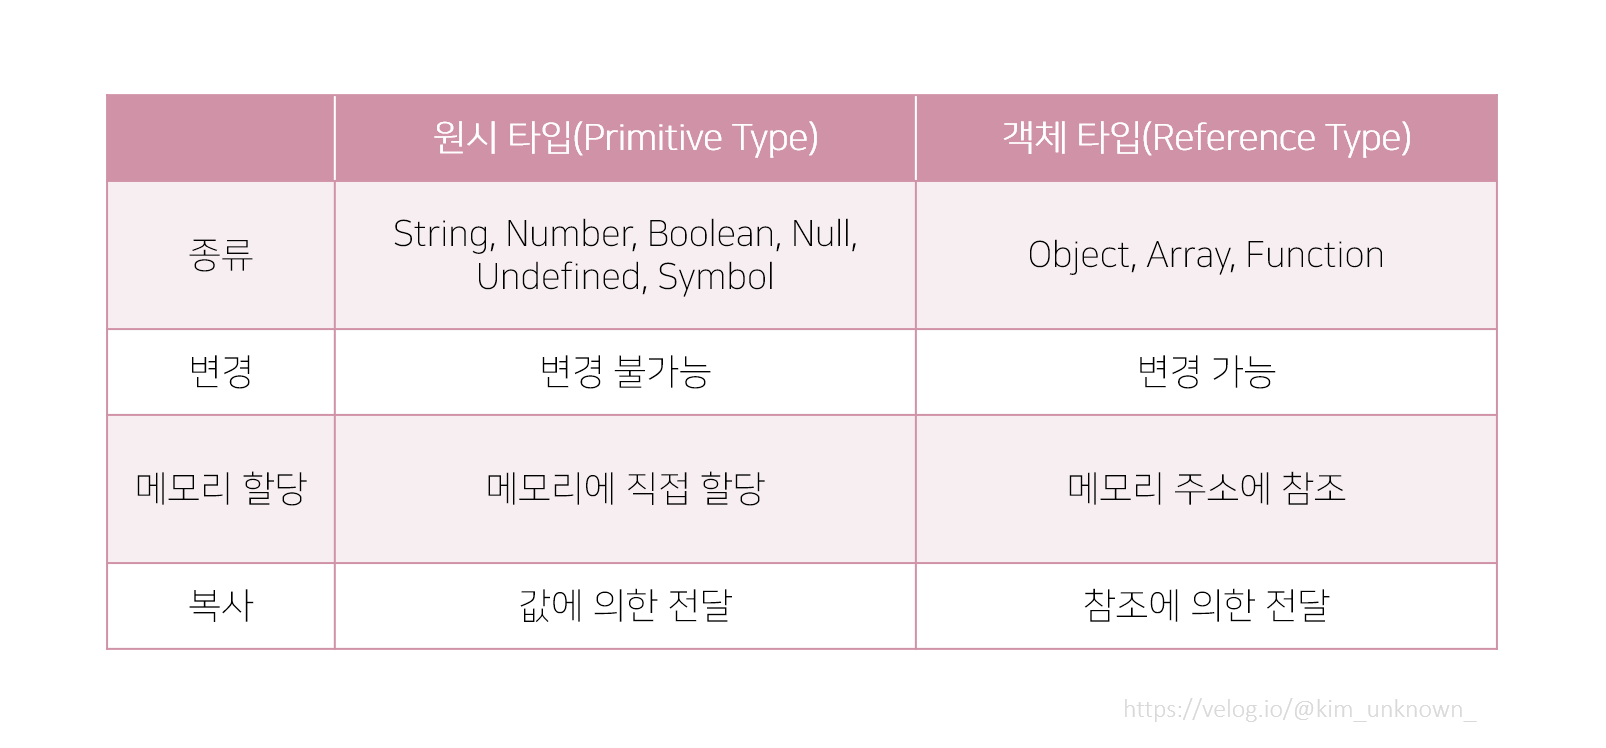 원시 타입(Primitive Type)
객체 타입(Reference Type)
종류
String, Number, Boolean, Null,
Undefined, Symbol
Object, Array, Function
변경
변경 불가능
변경 가능
메모리 할당
메모리에 직접 할당
메모리 주소에 참조
복사
값에 의한 전달
참조에 의한 전달
https://velog.io/@kim_unknown_